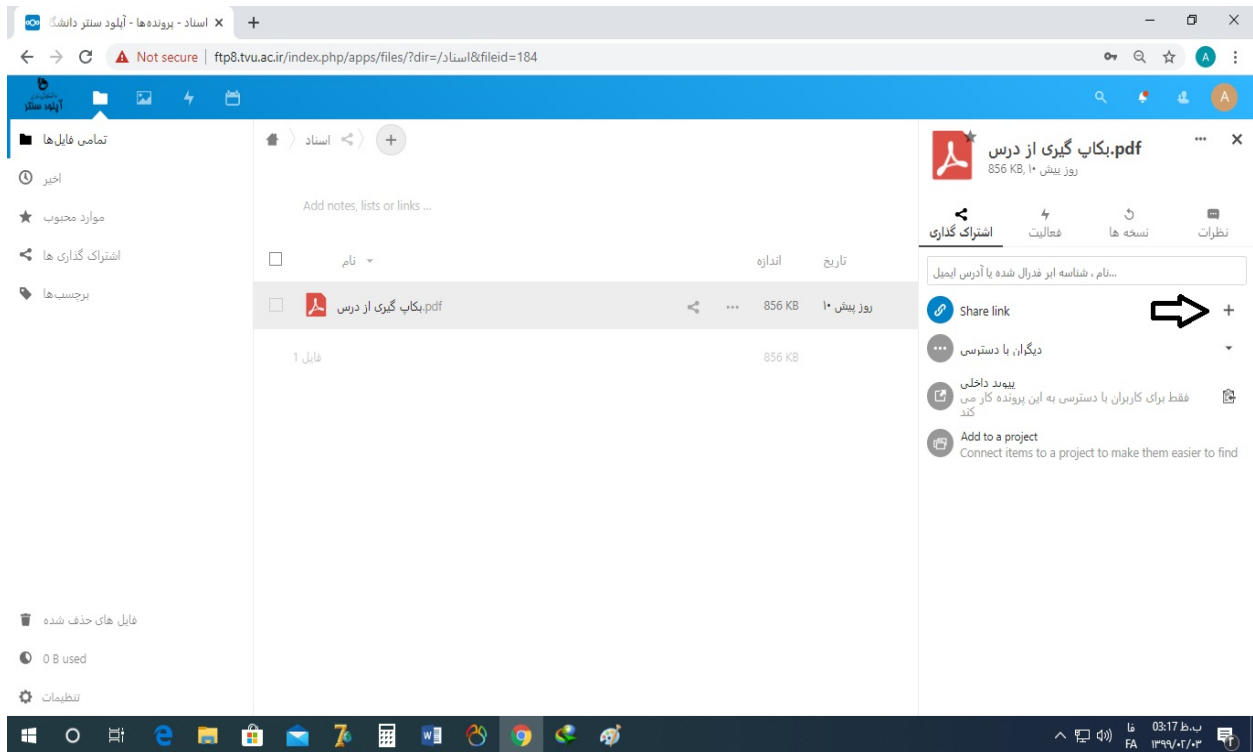 اسناد - پرونده‌ها - آپلود سنتر دانشگ
Not secure | ftp8.tvu.ac.ir/index.php/apps/files/?dir=/اسناد&fileid=184
A
آپلود سنتر
A
تمامی فایل‌ها
اخیر
موارد محبوب
اشتراک گذاری ها
برچسب‌ها
اسناد
Add notes, lists or links ...
نام
اندازه
تاریخ
بکاپ گیری از درس.pdf
856 KB
۱۰ روز پیش
1 فایل
856 KB
بکاپ گیری از درس.pdf
856 KB, ۱۰ روز پیش
اشتراک گذاری
فعالیت
نسخه ها
نظرات
نام ، شناسه ابر فدرال شده یا آدرس ایمیل...
Share link
دیگران با دسترسی
پیوند داخلی
فقط برای کاربران با دسترسی به این پرونده کار می
کند
Add to a project
Connect items to a project to make them easier to find
فایل های حذف شده
0 B used
تنظیمات
فا
FA
03:17 ب.ظ
۱۳۹۹/۰۲/۰۳